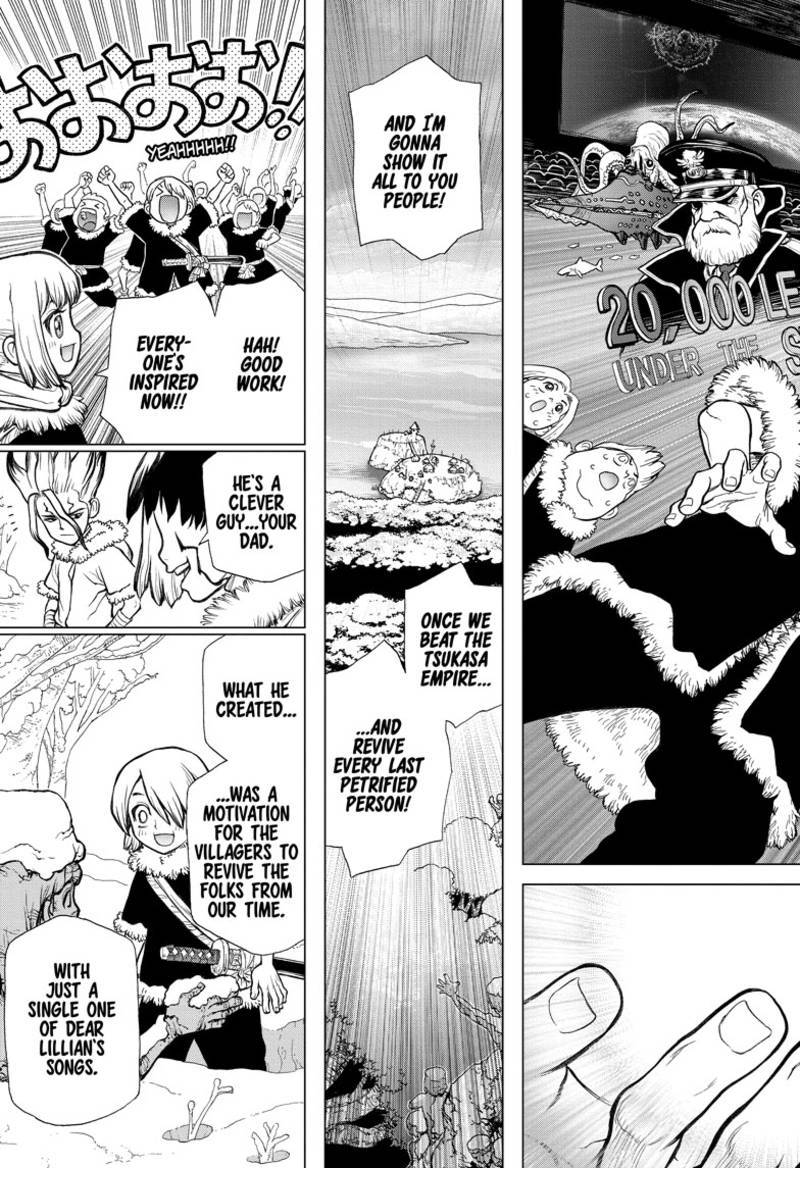 20,000 LE
UNDER THE S
AND I'M
GONNA
SHOW IT
ALL TO YOU
PEOPLE!
ONCE WE
BEAT THE
TSUKASA
EMPIRE...
...AND
REVIVE
EVERY LAST
PETRIFIED
PERSON!
おおおお!!
YEAHHHHH!!
HAH!
GOOD
WORK!
EVERY-
ONE'S
INSPIRED
NOW!!
HE'S A
CLEVER
GUY...YOUR
DAD.
WHAT HE
CREATED...
...WAS A
MOTIVATION
FOR THE
VILLAGERS TO
REVIVE THE
FOLKS FROM
OUR TIME.
WITH
JUST A
SINGLE ONE
OF DEAR
LILLIAN'S
SONGS.